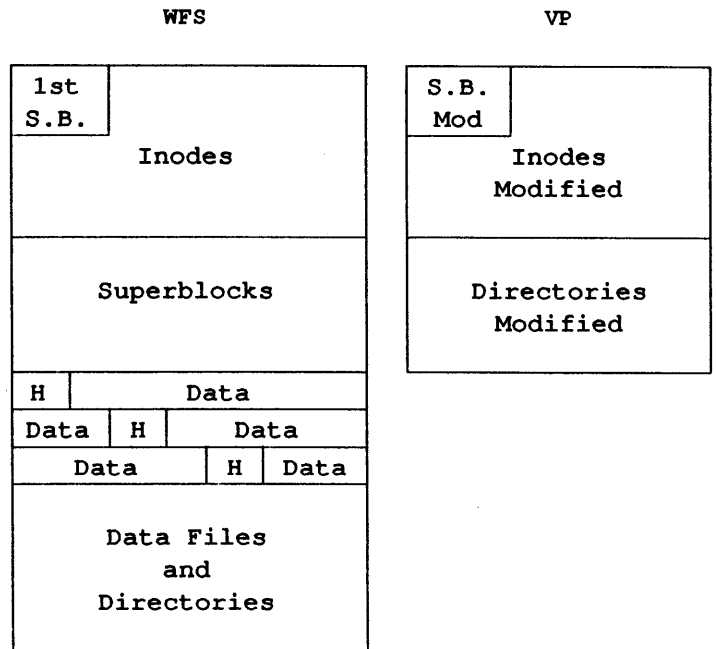 WFS
1st
S.B.
Inodes
Superblocks
H Data
Data H Data
Data H Data
Data Files
and
Directories
VP
S.B.
Mod
Inodes
Modified
Directories
Modified